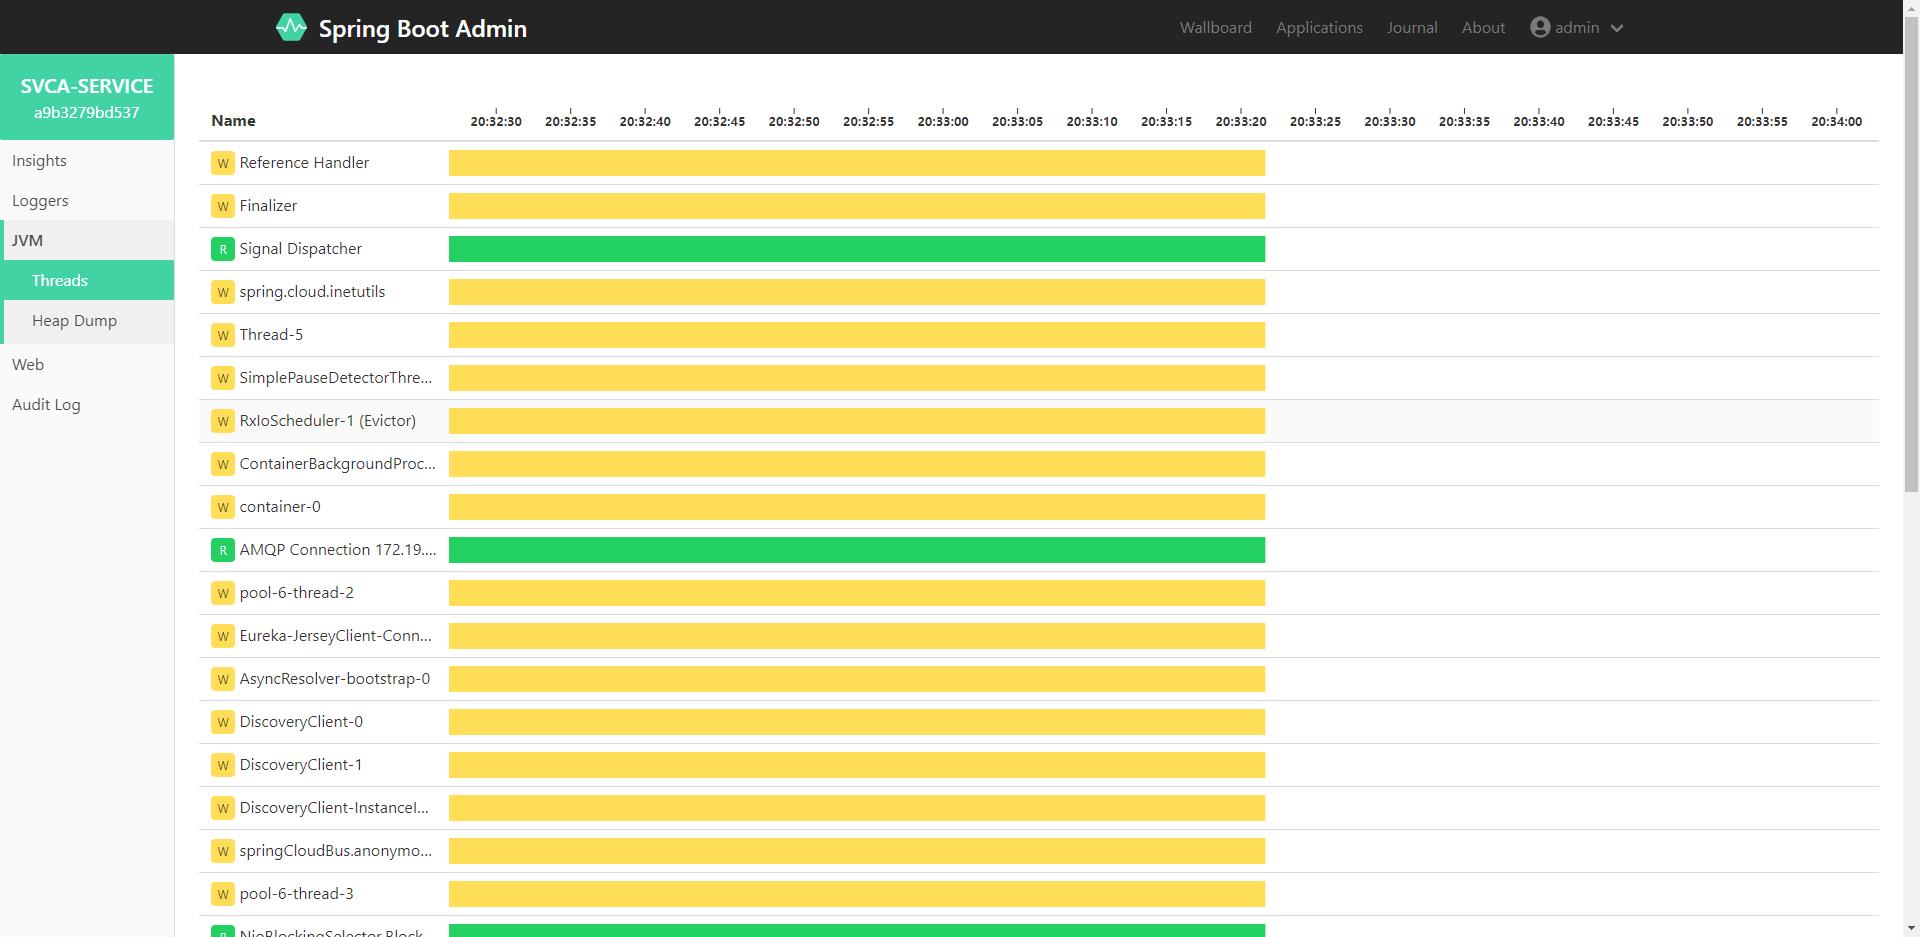 Spring Boot Admin
Wallboard Applications Journal About admin
SVCA-SERVICE
a9b3279bd537
Insights
Loggers
JVM
Threads
Heap Dump
Web
Audit Log
Name 20:32:30 20:32:35 20:32:40 20:32:45 20:32:50 20:32:55 20:33:00 20:33:05 20:33:10 20:33:15 20:33:20 20:33:25 20:33:30 20:33:35 20:33:40 20:33:45 20:33:50 20:33:55 20:34:00
W Reference Handler
W Finalizer
R Signal Dispatcher
W spring.cloud.inetutils
W Thread-5
W SimplePauseDetectorThre...
W RxIoScheduler-1 (Evictor)
W ContainerBackgroundProc...
W container-0
R AMQP Connection 172.19....
W pool-6-thread-2
W Eureka-JerseyClient-Conn...
W AsyncResolver-bootstrap-0
W DiscoveryClient-0
W DiscoveryClient-1
W DiscoveryClient-InstanceI...
W springCloudBus.anonymo...
W pool-6-thread-3
R NioBlockingSelector.Block...